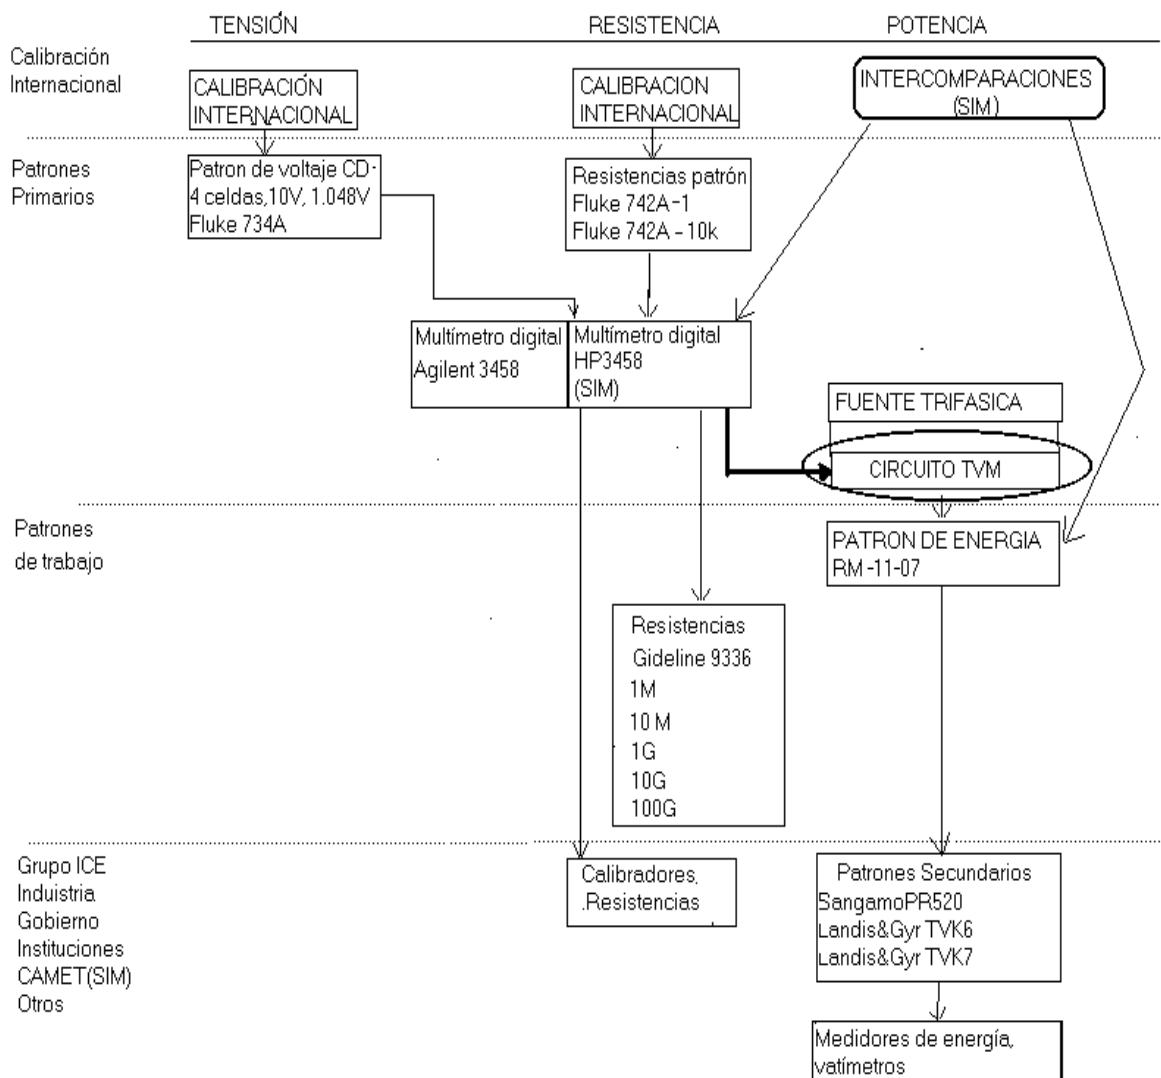 TENSIÓN
RESISTENCIA
POTENCIA
Calibración
Internacional
CALIBRACIÓN
INTERNACIONAL
CALIBRACION
INTERNACIONAL
INTERCOMPARACIONES
(SIM)
Patrones
Primarios
Patron de voltaje CD-
4 celdas,10V, 1.048V
Fluke 734A
Resistencias patrón
Fluke 742A-1
Fluke 742A - 10k
Multímetro digital
Agilent 3458
Multímetro digital
HP3458
(SIM)
FUENTE TRIFASICA
CIRCUITO TVM
Patrones
de trabajo
PATRON DE ENERGIA
RM-11-07
Resistencias
Gideline 9336
1M
10 M
1G
10G
100G
Grupo ICE
Induistria
Gobierno
Instituciones
CAMET(SIM)
Otros
Calibradores,
.Resistencias
Patrones Secundarios
SangamoPR520
Landis&Gyr TVK6
Landis&Gyr TVK7
Medidores de energía,
vatímetros